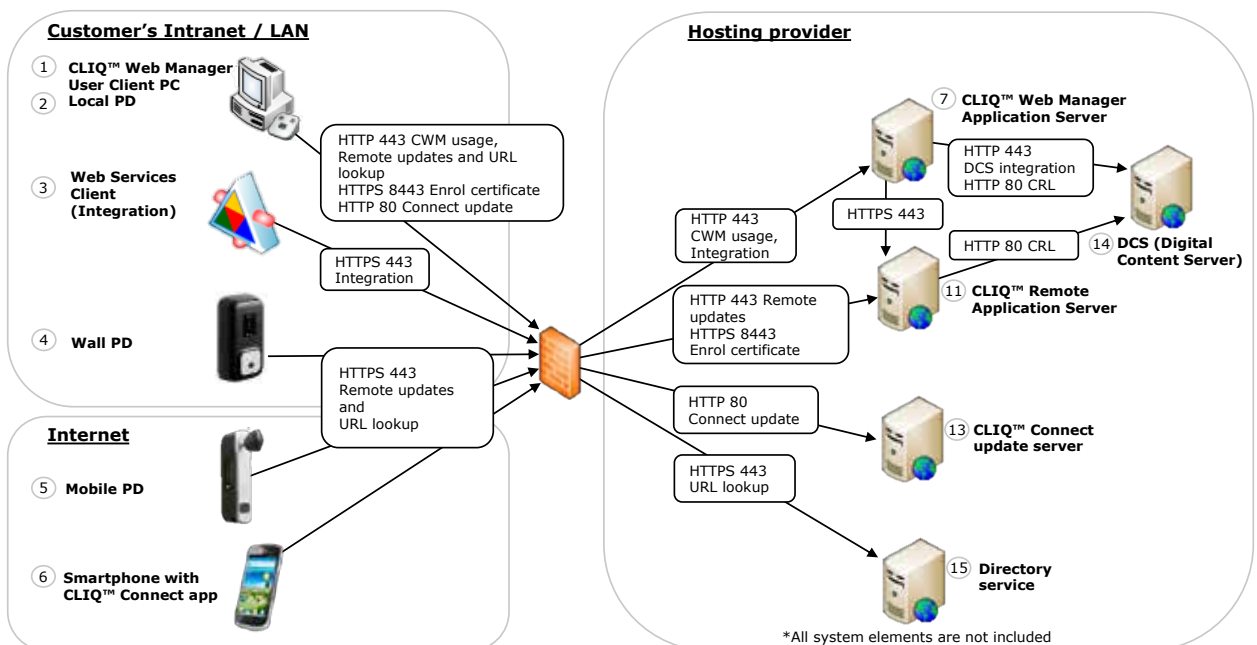 Customer's Intranet / LAN
1
CLIQ™ Web Manager
User Client PC
2
Local PD
HTTP 443 CWM usage,
Remote updates and URL
lookup
HTTPS 8443 Enrol certificate
HTTP 80 Connect update
3
Web Services
Client
(Integration)
HTTPS 443
Integration
4
Wall PD
HTTPS 443
Remote updates
and
URL lookup
Internet
5
Mobile PD
6
Smartphone with
CLIQ™ Connect app
Hosting provider
7
CLIQ™ Web Manager
Application Server
HTTP 443
DCS integration
HTTP 80 CRL
HTTP 443
CWM usage,
Integration
HTTPS 443
HTTP 80 CRL
14
DCS (Digital
Content Server)
11
CLIQ™ Remote
Application Server
HTTP 443 Remote
updates
HTTPS 8443
Enrol certificate
HTTP 80
Connect update
13
CLIQ™ Connect
update server
HTTPS 443
URL lookup
15
Directory
service
*All system elements are not included